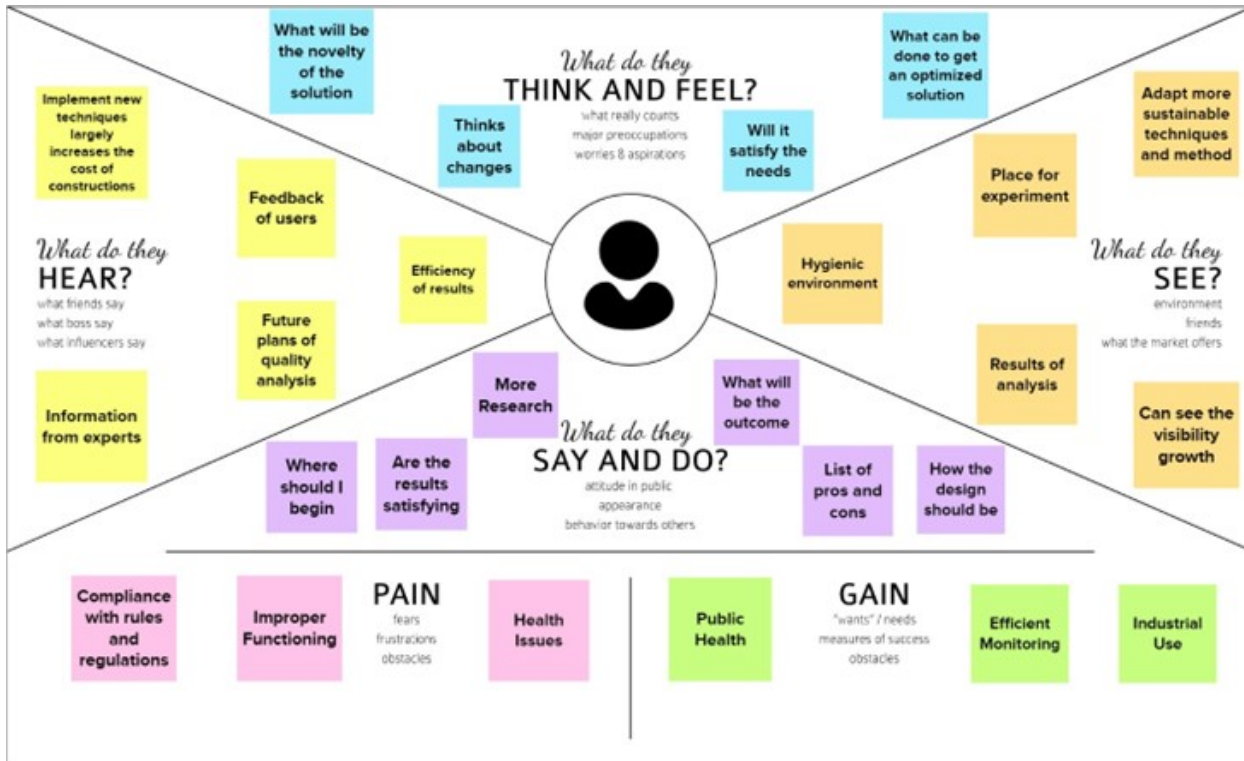 What do they
THINK AND FEEL?
what really counts
major preocupations
worries & aspirations
What will be
the novelty
of the
solution
Thinks
about
changes
Will it
satisfy the
needs
What can be
done to get
an optimized
solution
What do they
HEAR?
what friends say
what boss say
what influencers say
Implement new
techniques
largely
increases the
cost of
constructions
Feedback
of users
Efficiency
of results
Future
plans of
quality
analysis
Information
from experts
What do they
SEE?
environment
friends
what the market offers
Adapt more
sustainable
techniques
and method
Place for
experiment
Hygienic
environment
Results of
analysis
Can see the
visibility
growth
What do they
SAY AND DO?
attitude in public
appearance
behavior towards others
More
Research
What will
be the
outcome
Where
should I
begin
Are the
results
satisfying
List of
pros and
cons
How the
design
should be
PAIN
fears
frustrations
obstacles
Compliance
with rules
and
regulations
Improper
Functioning
Health
Issues
GAIN
"wants" / needs
measures of success
obstacles
Public
Health
Efficient
Monitoring
Industrial
Use